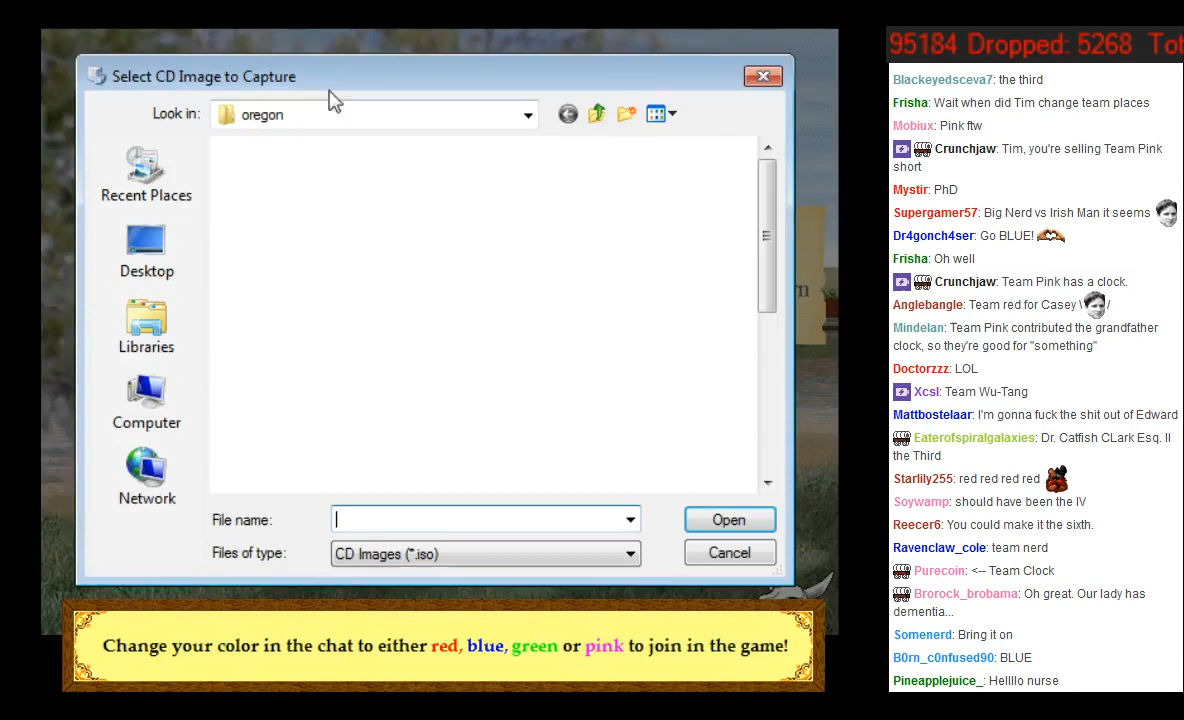 Select CD Image to Capture
Look in:
oregon
Recent Places
Desktop
Libraries
Computer
Network
File name:
Open
Files of type:
CD Images (*.iso)
Cancel
Change your color in the chat to either red, blue, green or pink to join in the game!
95184 Dropped: 5268 Tot
Blackeyedsceva7: the third
Frisha: Wait when did Tim change team places
Mobiux: Pink ftw
Crunchjaw: Tim, you're selling Team Pink
short
Mystir: PhD
Supergamer57: Big Nerd vs Irish Man it seems
Dr4gonch4ser: Go BLUE!
Frisha: Oh well
Crunchjaw: Team Pink has a clock.
Anglebangle: Team red for Casey \ /
Mindelan: Team Pink contributed the grandfather
clock, so they're good for "something"
Doctorzzz: LOL
Xcsl: Team Wu-Tang
Mattbostelaar: I'm gonna fuck the shit out of Edward
Eaterofspiralgalaxies: Dr. Catfish CLark Esq. II
the Third
Starlily255: red red red red
Soywamp: should have been the IV
Reecer6: You could make it the sixth.
Ravenclaw_cole: team nerd
Purecoin: <-- Team Clock
Brorock_brobama: Oh great. Our lady has
dementia...
Somenerd: Bring it on
B0rn_c0nfused90: BLUE
Pineapplejuice_: Helllllo nurse